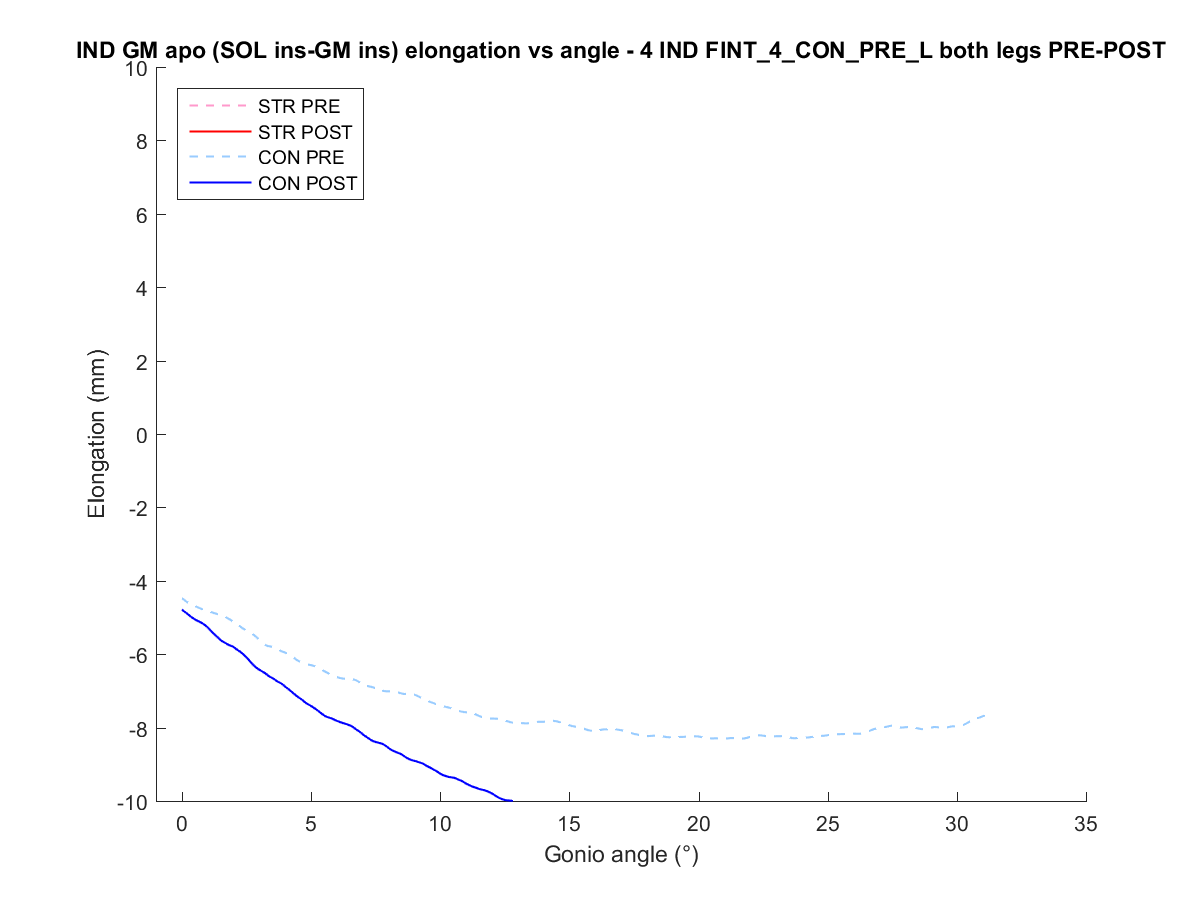 IND GM apo (SOL ins-GM ins) elongation vs angle - 4 IND FINT_4_CON_PRE_L both legs PRE-POST
10
8
6
4
2
0
-2
-4
-6
-8
-10
Elongation (mm)
STR PRE
STR POST
CON PRE
CON POST
0 5 10 15 20 25 30 35
Gonio angle (°)